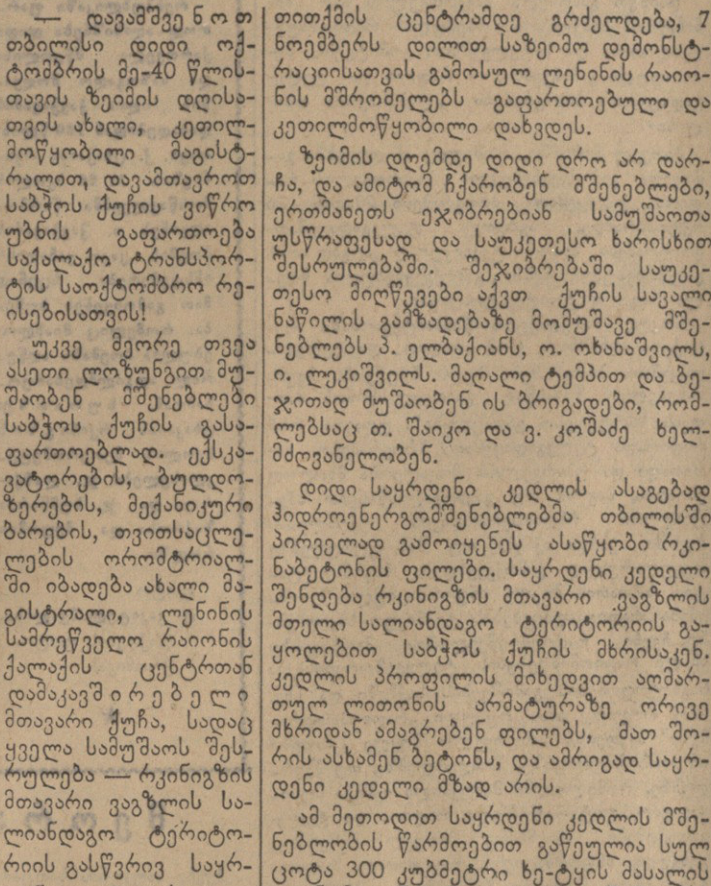 — დავამშვე ნ ო თ
თბილისი დიდი ოქ-
ტომბრის მე-40 წლის-
თავის ზეიმის დღისა-
თვის ახალი, კეთილ-
მოწყობილი მაგისტ-
რალით, დავამთავროთ
საბჭოს ქუჩის ვიწრო
უბნის გაფართოება
საქალაქო ტრანსპორ-
ტის საოქტომბრო რე-
ისებისათვის!
უკვე მეორე თვეა
ასეთი ლოზუნგით მუ-
შაობენ მშენებლები
საბჭოს ქუჩის გასა-
ფართოებლად. ექსკა-
ვატორების, ბულდო-
ზერების, მექანიკური
ბარების, თვითსაცლე-
ლების ორომტრიალ-
ში იბადება ახალი მა-
გისტრალი, ლენინის
სამრეწველო რაიონის
ქალაქის ცენტრთან
დამაკავშ ი რ ე ბ ე ლ ი
მთავარი ქუჩა, სადაც
ყველა სამუშაოს შეს-
რულება — რკინიგზის
მთავარი ვაგზლის სა-
ლიანდაგო ტერიტო-
რიის გასწვრივ საყრ-
თითქმის ცენტრამდე გრძელდება, 7
ნოემბერს დილით საზეიმო დემონსტ-
რაციისათვის გამოსულ ლენინის რაიო-
ნის მშრომელებს გაფართოებული და
კეთილმოწყობილი დახვდეს.
ზეიმის დღემდე დიდი დრო არ დარ-
ჩა, და ამიტომ ჩქარობენ მშენებლები,
ერთმანეთს ეჯიბრებიან სამუშაოთა
უსწრაფესად და საუკეთესო ხარისხით
შესრულებაში. შეჯიბრებაში საუკე-
თესო მიღწევები აქვთ ქუჩის სავალი
ნაწილის გამზადებაზე მომუშავე მშე-
ნებლებს პ. ელბაქიანს, ო. ოხანაშვილს,
ი. ლეკიშვილს. მაღალი ტემპით და ბე-
ჯითად მუშაობენ ის ბრიგადები, რომ-
ლებსაც თ. შაიკო და ვ. კოშაძე ხელ-
მძღვანელობენ.
დიდი საყრდენი კედლის ასაგებად
ჰიდროენერგომშენებლებმა თბილისში
პირველად გამოიყენეს ასაწყობი რკი-
ნაბეტონის ფილები. საყრდენი კედელი
შენდება რკინიგზის მთავარი ვაგზლის
მთელი სალიანდაგო ტერიტორიის გა-
ყოლებით საბჭოს ქუჩის მხრისაკენ.
კედლის პროფილის მიხედვით აღმარ-
თულ ლითონის არმატურაზე ორივე
მხრიდან ამაგრებენ ფილებს, მათ შო-
რის ასხამენ ბეტონს, და ამრიგად საყრ-
დენი კედელი მზად არის.
ამ მეთოდით საყრდენი კედლის მშე-
ნებლობის წარმოებით გაწეულია სულ
ცოტა 300 კუბმეტრი ხე-ტყის მასალის